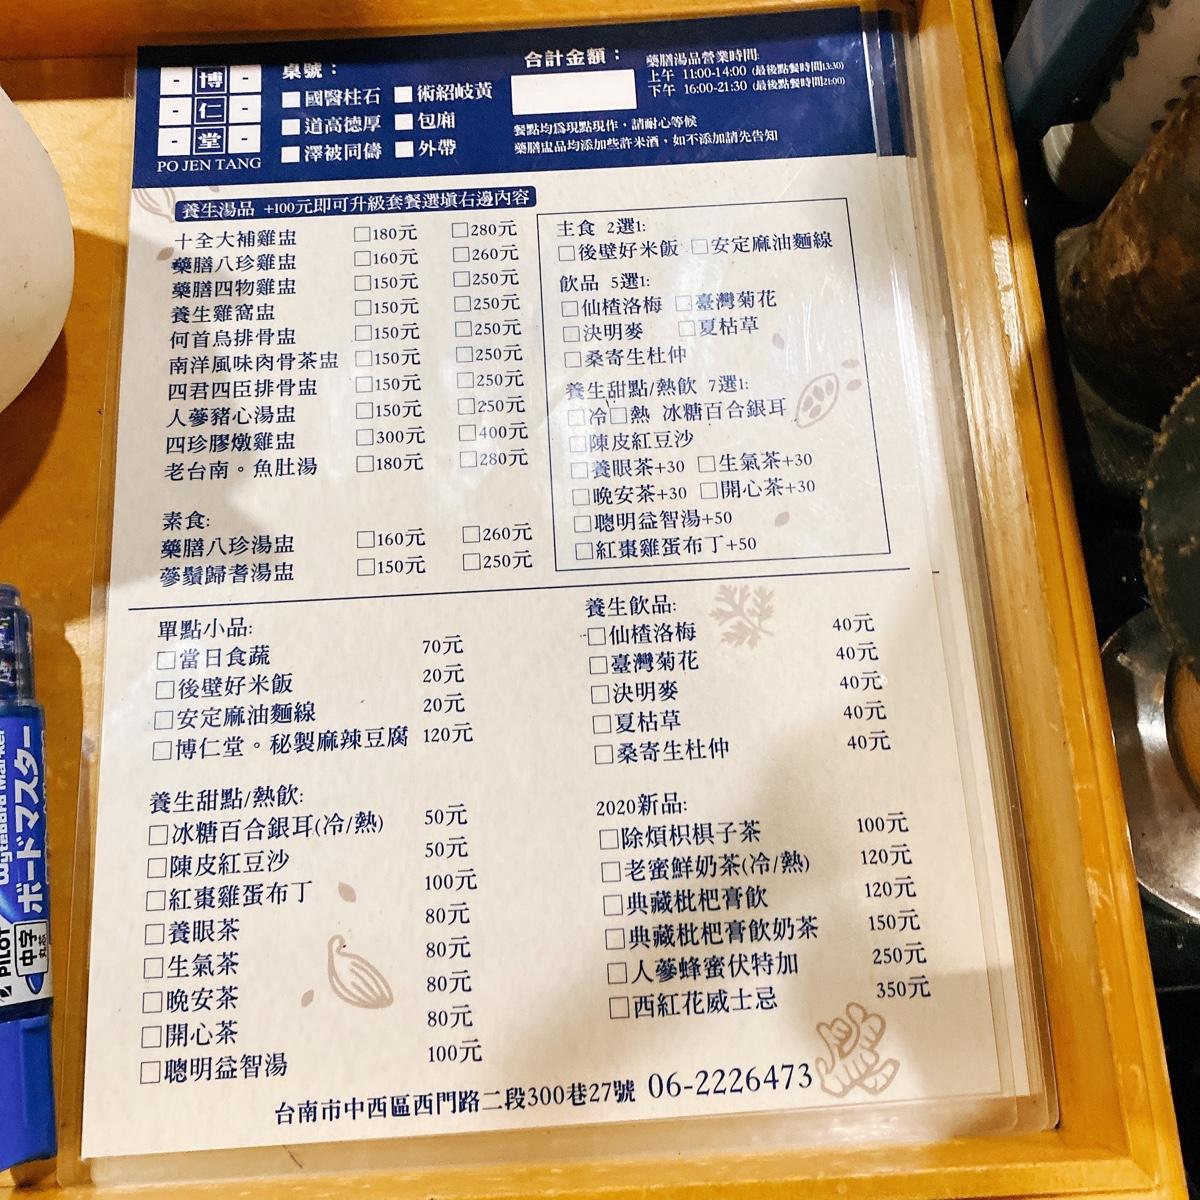 博
仁
堂
PO JEN TANG
桌號：
□國醫柱石 □術紹岐黃
□道高德厚 □包廂
□澤被同儔 □外帶
合計金額：
藥膳湯品營業時間:
上午 11:00-14:00 (最後點餐時間13:30)
下午 16:00-21:30 (最後點餐時間21:00)
餐點均為現點現作，請耐心等候
藥膳盅品均添加些許米酒，如不添加請先告知
養生湯品 +100元即可升級套餐選填右邊內容
十全大補雞盅 □180元 □280元
藥膳八珍雞盅 □160元 □260元
藥膳四物雞盅 □150元 □250元
養生雞窩盅 □150元 □250元
何首烏排骨盅 □150元 □250元
南洋風味肉骨茶盅 □150元 □250元
四君四臣排骨盅 □150元 □250元
人蔘豬心湯盅 □150元 □250元
四珍膠燉雞盅 □300元 □400元
老台南。魚肚湯 □180元 □280元
素食:
藥膳八珍湯盅 □160元 □260元
蔘鬚歸耆湯盅 □150元 □250元
主食 2選1:
□後壁好米飯 □安定麻油麵線
飲品 5選1:
□仙楂洛梅 □臺灣菊花
□決明麥 □夏枯草
□桑寄生杜仲
養生甜點/熱飲 7選1:
□冷□熱 冰糖百合銀耳
□陳皮紅豆沙
□養眼茶+30 □生氣茶+30
□晚安茶+30 □開心茶+30
□聰明益智湯+50
□紅棗雞蛋布丁+50
單點小品:
□當日食蔬 70元
□後壁好米飯 20元
□安定麻油麵線 20元
□博仁堂。秘製麻辣豆腐 120元
養生甜點/熱飲:
□冰糖百合銀耳(冷/熱) 50元
□陳皮紅豆沙 50元
□紅棗雞蛋布丁 100元
□養眼茶 80元
□生氣茶 80元
□晚安茶 80元
□開心茶 80元
□聰明益智湯 100元
養生飲品:
□仙楂洛梅 40元
□臺灣菊花 40元
□決明麥 40元
□夏枯草 40元
□桑寄生杜仲 40元
2020新品:
□除煩枳椇子茶 100元
□老蜜鮮奶茶(冷/熱) 120元
□典藏枇杷膏飲 120元
□典藏枇杷膏飲奶茶 150元
□人蔘蜂蜜伏特加 250元
□西紅花威士忌 350元
台南市中西區西門路二段300巷27號 06-2226473
Wyteboard Marker
ボードマスター
PILOT
中字